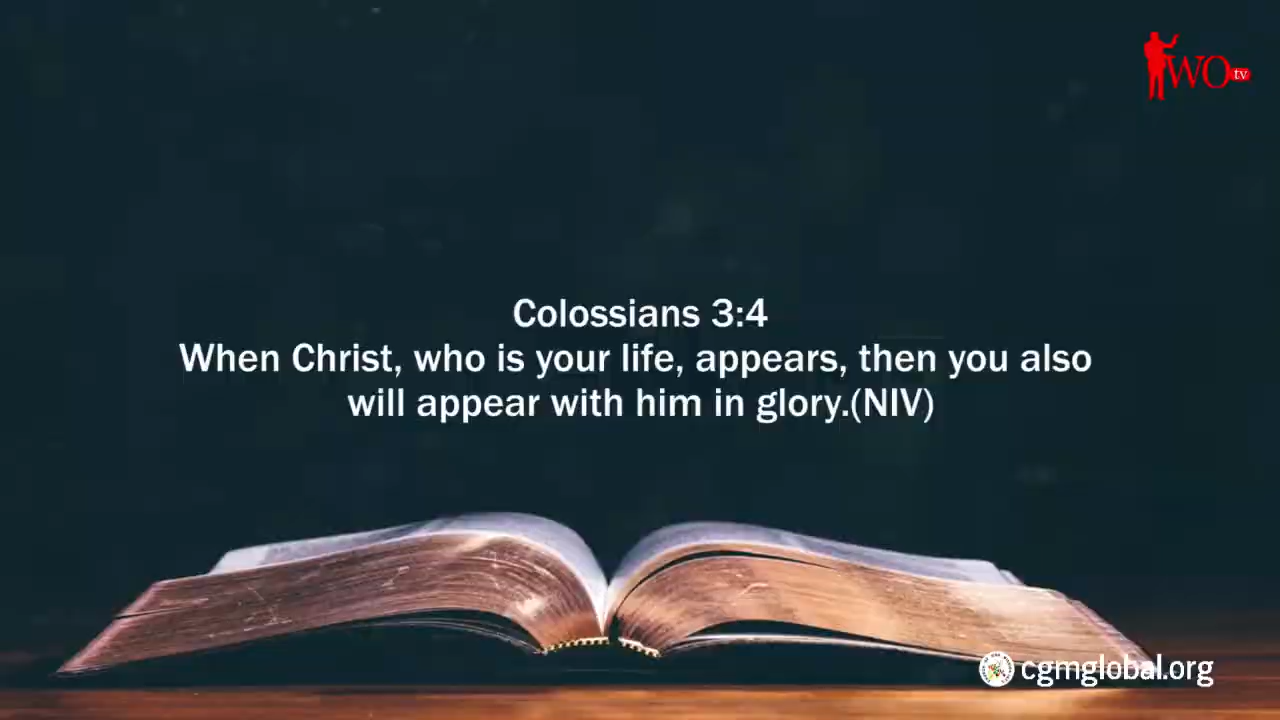 WO tv
Colossians 3:4
When Christ, who is your life, appears, then you also
will appear with him in glory.(NIV)
cgmglobal.org